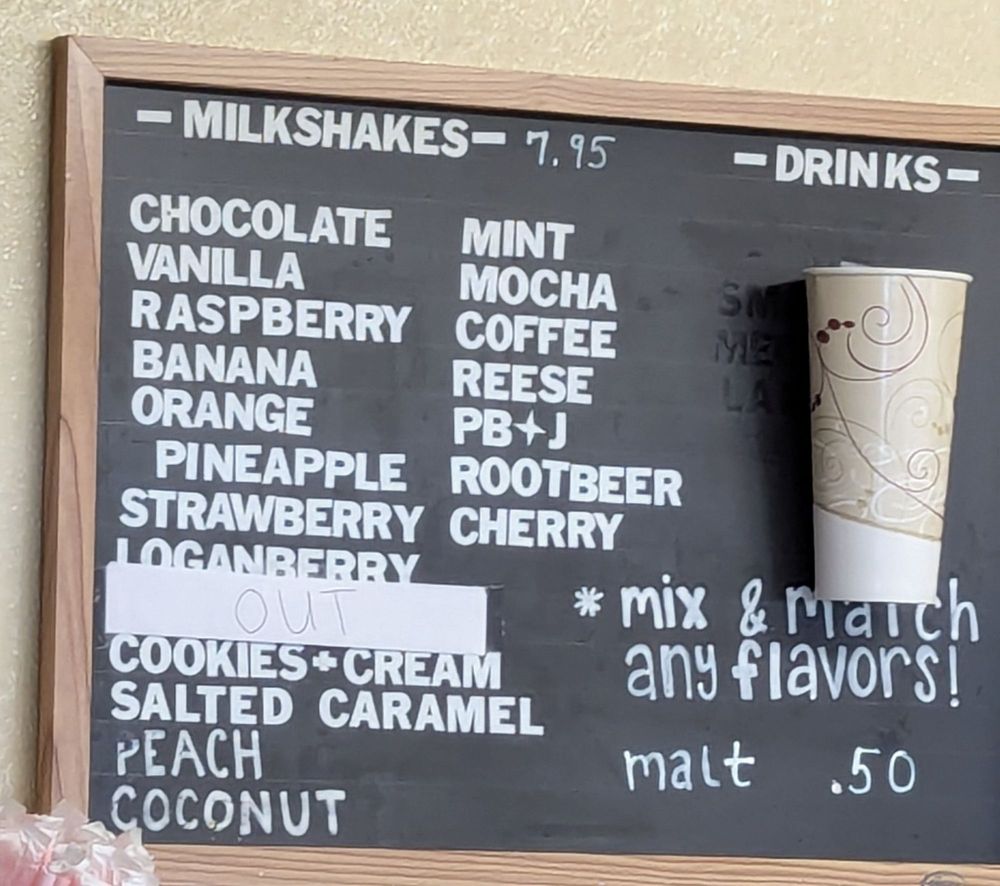 - MILKSHAKES - 7.95
CHOCOLATE
VANILLA
RASPBERRY
BANANA
ORANGE
PINEAPPLE
STRAWBERRY
LOGANBERRY
OUT
COOKIES+CREAM
SALTED CARAMEL
PEACH
COCONUT
MINT
MOCHA
COFFEE
REESE
PB+J
ROOTBEER
CHERRY
- DRINKS -
* mix & match
any flavors!
malt .50